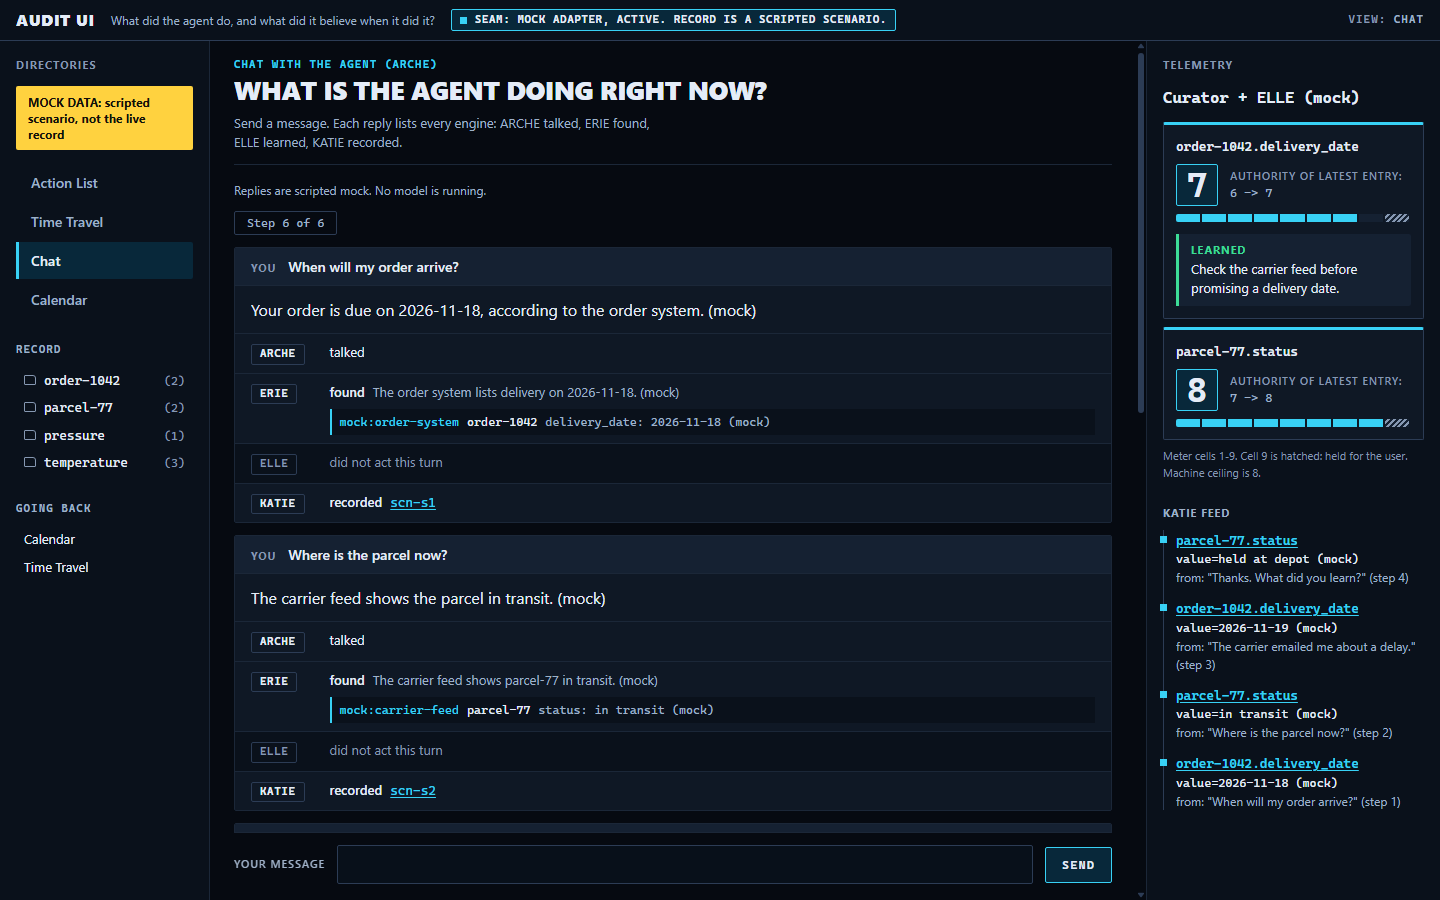 AUDIT UI
What did the agent do, and what did it believe when it did it?
SEAM: MOCK ADAPTER, ACTIVE. RECORD IS A SCRIPTED SCENARIO.
VIEW: CHAT
DIRECTORIES
MOCK DATA: scripted
scenario, not the live
record
Action List
Time Travel
Chat
Calendar
RECORD
order-1042 (2)
parcel-77 (2)
pressure (1)
temperature (3)
GOING BACK
Calendar
Time Travel
CHAT WITH THE AGENT (ARCHE)
WHAT IS THE AGENT DOING RIGHT NOW?
Send a message. Each reply lists every engine: ARCHE talked, ERIE found,
ELLE learned, KATIE recorded.
Replies are scripted mock. No model is running.
Step 6 of 6
YOU When will my order arrive?
Your order is due on 2026-11-18, according to the order system. (mock)
ARCHE talked
ERIE found The order system lists delivery on 2026-11-18. (mock)
mock:order-system order-1042 delivery_date: 2026-11-18 (mock)
ELLE did not act this turn
KATIE recorded scn-s1
YOU Where is the parcel now?
The carrier feed shows the parcel in transit. (mock)
ARCHE talked
ERIE found The carrier feed shows parcel-77 in transit. (mock)
mock:carrier-feed parcel-77 status: in transit (mock)
ELLE did not act this turn
KATIE recorded scn-s2
YOUR MESSAGE
SEND
TELEMETRY
Curator + ELLE (mock)
order-1042.delivery_date
7
AUTHORITY OF LATEST ENTRY:
6 -> 7
LEARNED
Check the carrier feed before
promising a delivery date.
parcel-77.status
8
AUTHORITY OF LATEST ENTRY:
7 -> 8
Meter cells 1-9. Cell 9 is hatched: held for the user.
Machine ceiling is 8.
KATIE FEED
parcel-77.status
value=held at depot (mock)
from: "Thanks. What did you learn?" (step 4)
order-1042.delivery_date
value=2026-11-19 (mock)
from: "The carrier emailed me about a delay."
(step 3)
parcel-77.status
value=in transit (mock)
from: "Where is the parcel now?" (step 2)
order-1042.delivery_date
value=2026-11-18 (mock)
from: "When will my order arrive?" (step 1)